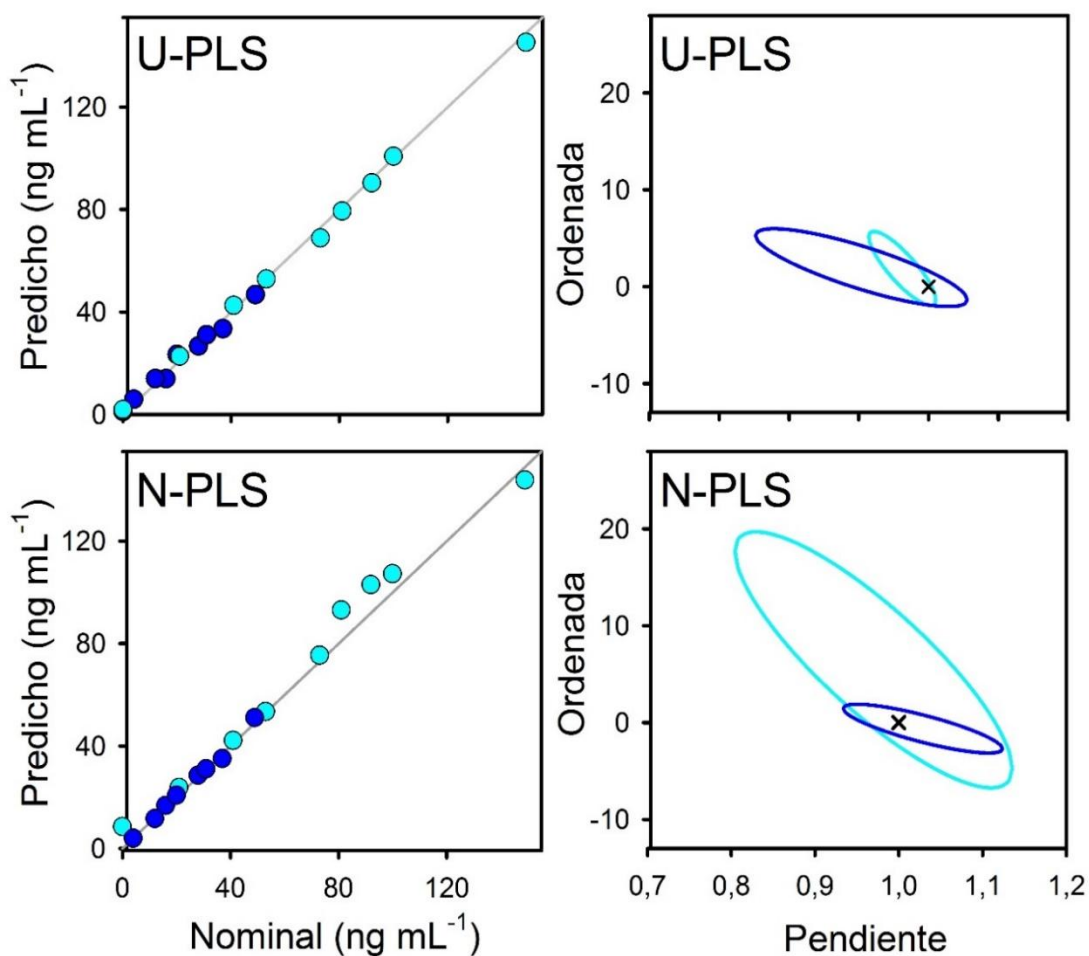 U-PLS
120
80
40
0
Predicho (ng mL⁻¹)
U-PLS
20
10
0
-10
Ordenada
N-PLS
120
80
40
0
Predicho (ng mL⁻¹)
0 40 80 120
Nominal (ng mL⁻¹)
N-PLS
20
10
0
-10
Ordenada
0,7 0,8 0,9 1,0 1,1 1,2
Pendiente